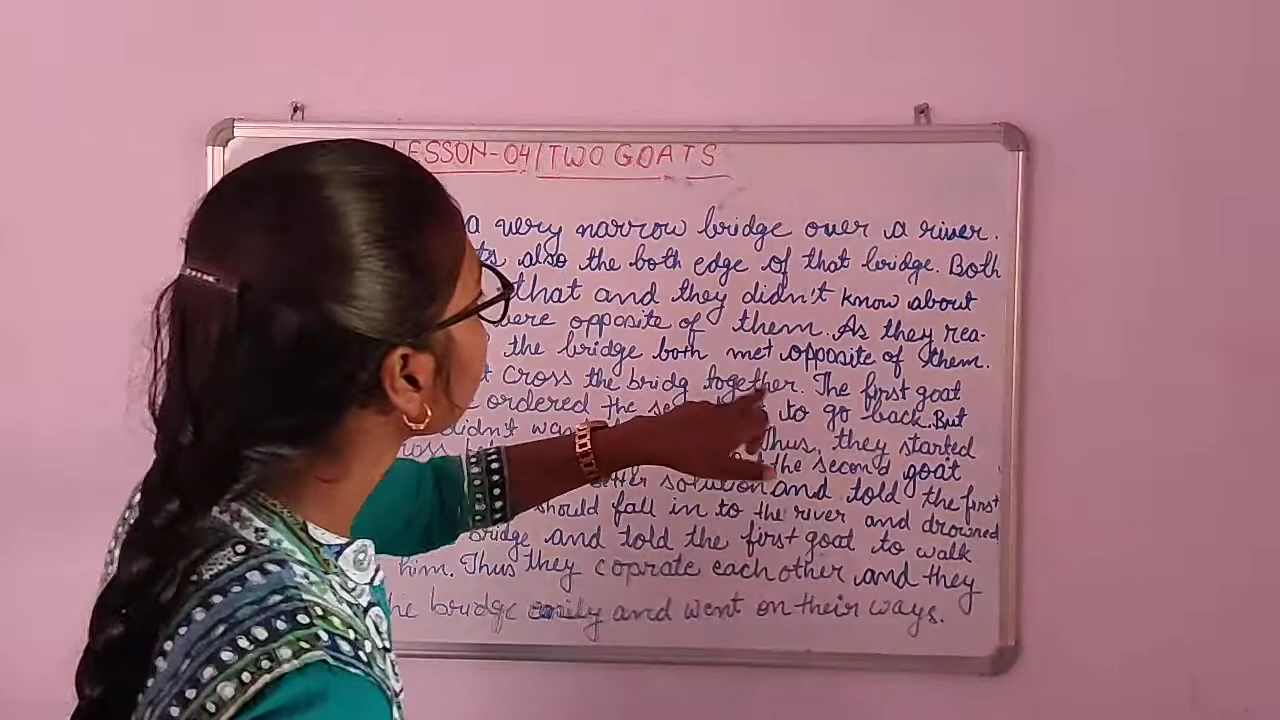 LESSON-04/TWO GOATS
a very narrow bridge over a river.
also the both edge of that bridge. Both
that and they didn't know about
were opposite of them. As they rea-
the bridge both met opposite of them.
cross the bridg together. The first goat
ordered the to go back. But
didn't Thus, they started
the second goat
solution and told the first
should fall in to the river and drowned
bridge and told the first goat to walk
him. Thus they coprate each other and they
the bridge easily and went on their ways.